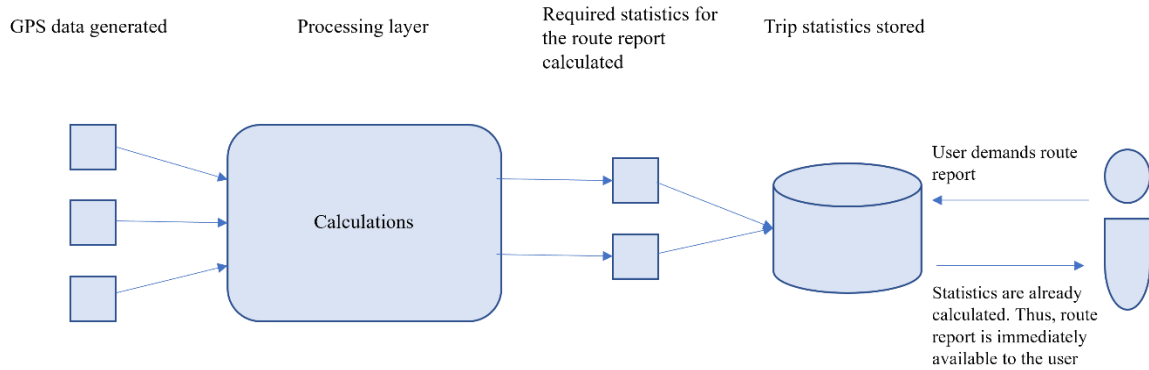 GPS data generated
Processing layer
Required statistics for
the route report
calculated
Trip statistics stored
Calculations
User demands route
report
Statistics are already
calculated. Thus, route
report is immediately
available to the user